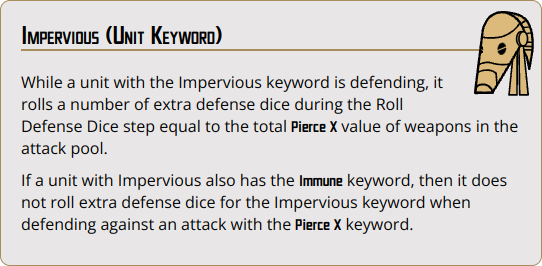 Impervious (Unit Keyword)
While a unit with the Impervious keyword is defending, it
rolls a number of extra defense dice during the Roll
Defense Dice step equal to the total Pierce X value of weapons in the
attack pool.
If a unit with Impervious also has the Immune keyword, then it does
not roll extra defense dice for the Impervious keyword when
defending against an attack with the Pierce X keyword.